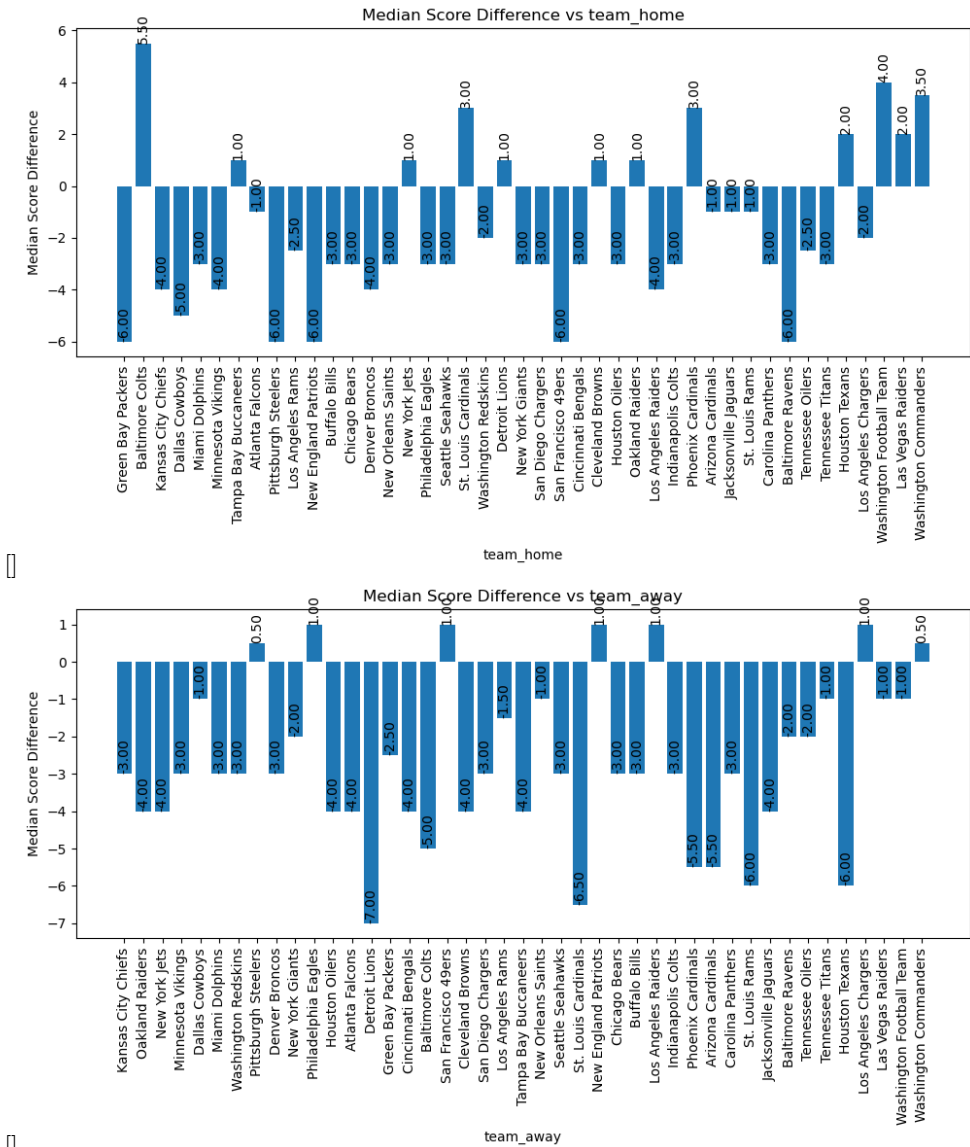 Median Score Difference vs team_home
Median Score Difference
6
4
2
0
−2
−4
−6
-6.00
5.50
-4.00
-5.00
-3.00
-4.00
1.00
-1.00
-6.00
-2.50
-6.00
-3.00
-3.00
-4.00
-3.00
1.00
-3.00
-3.00
3.00
-2.00
1.00
-3.00
-3.00
-6.00
-3.00
1.00
-3.00
1.00
-4.00
-3.00
3.00
-1.00
-1.00
-1.00
-3.00
-6.00
-2.50
-3.00
2.00
-2.00
4.00
2.00
3.50
Green Bay Packers
Baltimore Colts
Kansas City Chiefs
Dallas Cowboys
Miami Dolphins
Minnesota Vikings
Tampa Bay Buccaneers
Atlanta Falcons
Pittsburgh Steelers
Los Angeles Rams
New England Patriots
Buffalo Bills
Chicago Bears
Denver Broncos
New Orleans Saints
New York Jets
Philadelphia Eagles
Seattle Seahawks
St. Louis Cardinals
Washington Redskins
Detroit Lions
New York Giants
San Diego Chargers
San Francisco 49ers
Cincinnati Bengals
Cleveland Browns
Houston Oilers
Oakland Raiders
Los Angeles Raiders
Indianapolis Colts
Phoenix Cardinals
Arizona Cardinals
Jacksonville Jaguars
St. Louis Rams
Carolina Panthers
Baltimore Ravens
Tennessee Oilers
Tennessee Titans
Houston Texans
Los Angeles Chargers
Washington Football Team
Las Vegas Raiders
Washington Commanders
team_home
[]
Median Score Difference vs team_away
Median Score Difference
1
0
−1
−2
−3
−4
−5
−6
−7
-3.00
-4.00
-4.00
-3.00
-1.00
-3.00
-3.00
0.50
-3.00
-2.00
1.00
-4.00
-4.00
-7.00
-2.50
-4.00
-5.00
1.00
-4.00
-3.00
-1.50
-4.00
-1.00
-3.00
-6.50
1.00
-3.00
-3.00
1.00
-3.00
-5.50
-5.50
-3.00
-6.00
-4.00
-2.00
-2.00
-1.00
-6.00
1.00
-1.00
-1.00
0.50
Kansas City Chiefs
Oakland Raiders
New York Jets
Minnesota Vikings
Dallas Cowboys
Miami Dolphins
Washington Redskins
Pittsburgh Steelers
Denver Broncos
New York Giants
Philadelphia Eagles
Houston Oilers
Atlanta Falcons
Detroit Lions
Green Bay Packers
Cincinnati Bengals
Baltimore Colts
San Francisco 49ers
Cleveland Browns
San Diego Chargers
Los Angeles Rams
Tampa Bay Buccaneers
New Orleans Saints
Seattle Seahawks
St. Louis Cardinals
New England Patriots
Chicago Bears
Buffalo Bills
Los Angeles Raiders
Indianapolis Colts
Phoenix Cardinals
Arizona Cardinals
Carolina Panthers
St. Louis Rams
Jacksonville Jaguars
Baltimore Ravens
Tennessee Oilers
Tennessee Titans
Houston Texans
Los Angeles Chargers
Las Vegas Raiders
Washington Football Team
Washington Commanders
team_away
[]